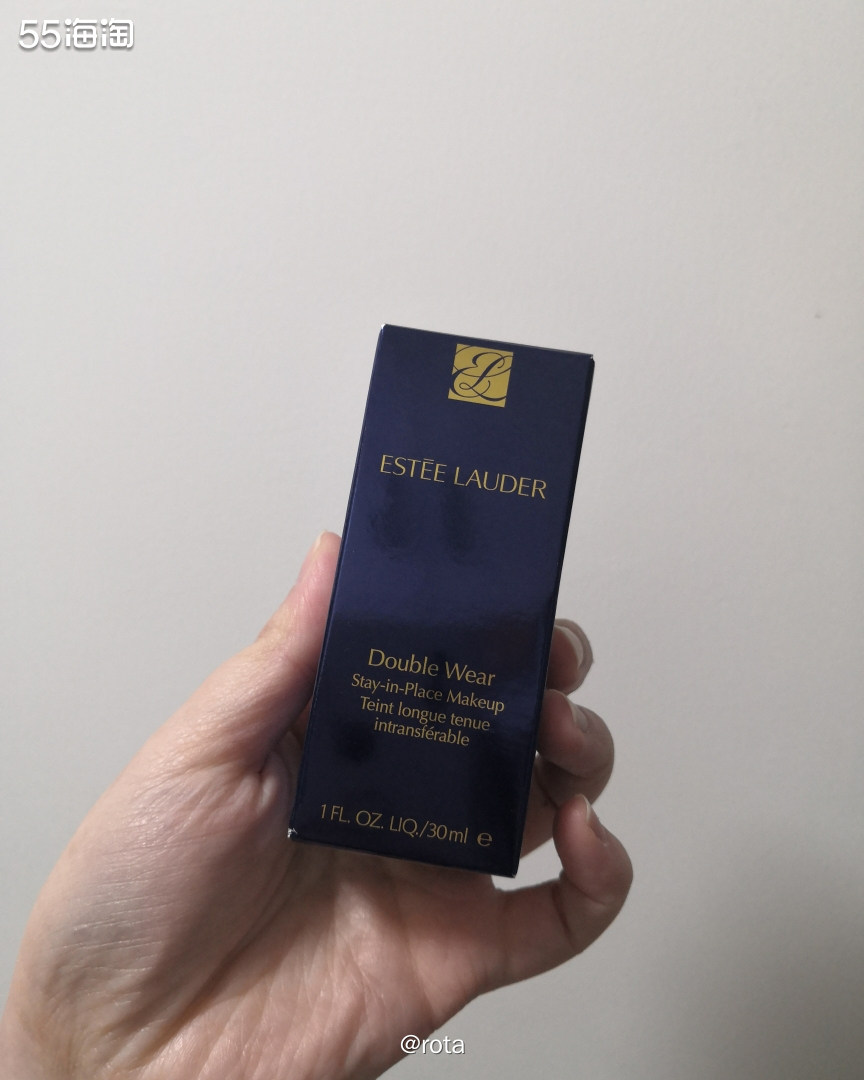 55海淘
EL
ESTĒE LAUDER
Double Wear
Stay-in-Place Makeup
Teint longue tenue
intransférable
1 FL. OZ. LIQ./30ml ℮
@rota